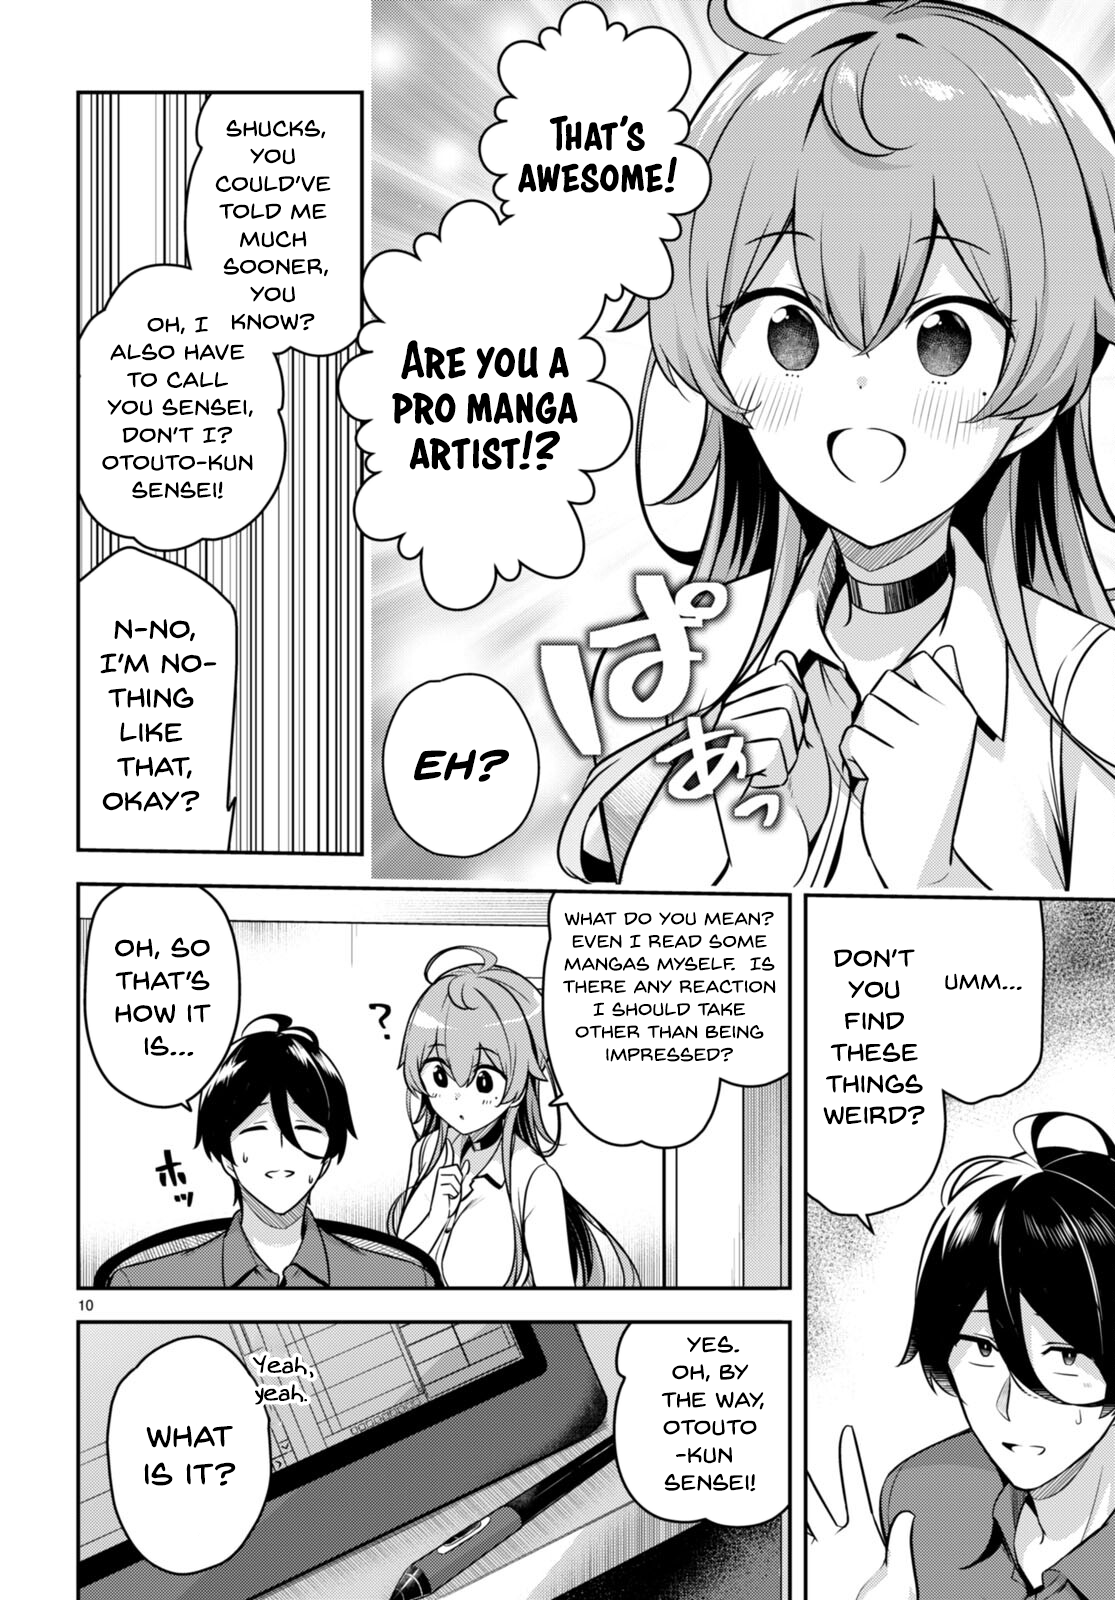 THAT'S
AWESOME!
ARE YOU A
PRO MANGA
ARTIST!?
ぱあっ
EH?
SHUCKS,
YOU
COULD'VE
TOLD ME
MUCH
SOONER,
YOU
KNOW?
OH, I
ALSO HAVE
TO CALL
YOU SENSEI,
DON'T I?
OTOUTO-KUN
SENSEI!
N-NO,
I'M NO-
THING
LIKE
THAT,
OKAY?
UMM...
DON'T
YOU
FIND
THESE
THINGS
WEIRD?
WHAT DO YOU MEAN?
EVEN I READ SOME
MANGAS MYSELF. IS
THERE ANY REACTION
I SHOULD TAKE
OTHER THAN BEING
IMPRESSED?
?
OH, SO
THAT'S
HOW IT
IS...
ホッ
10
YES.
OH, BY
THE WAY,
OTOUTO
-KUN
SENSEI!
Yeah,
yeah.
WHAT
IS IT?